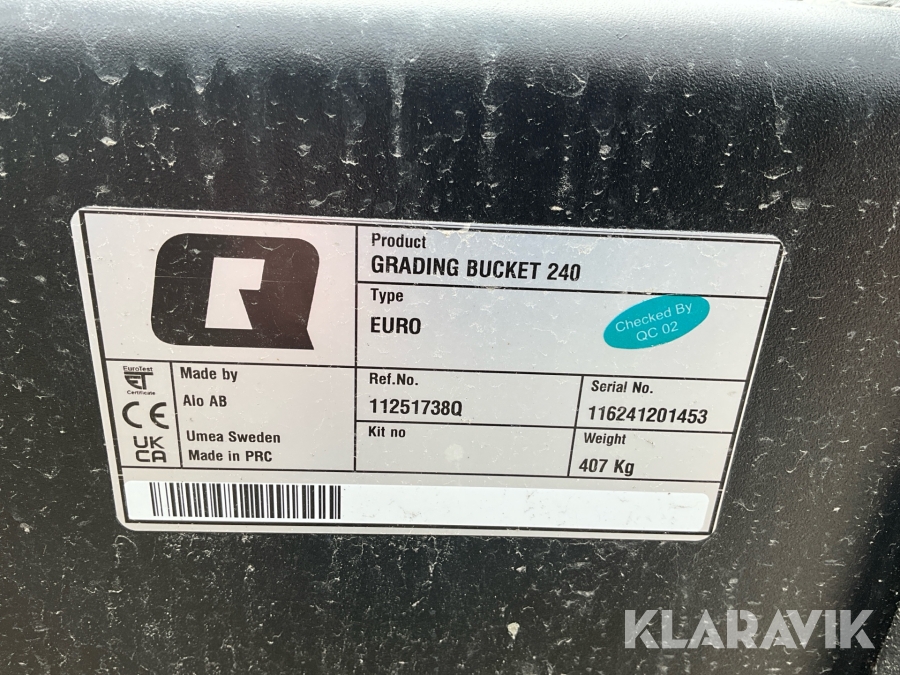 Product
GRADING BUCKET 240
Type
EURO
Checked By
QC 02
EuroTest
ET
Certificate
CE
UK
CA
Made by
Alo AB
Umea Sweden
Made in PRC
Ref.No.
11251738Q
Serial No.
116241201453
Kit no
Weight
407 Kg
KLARAVIK